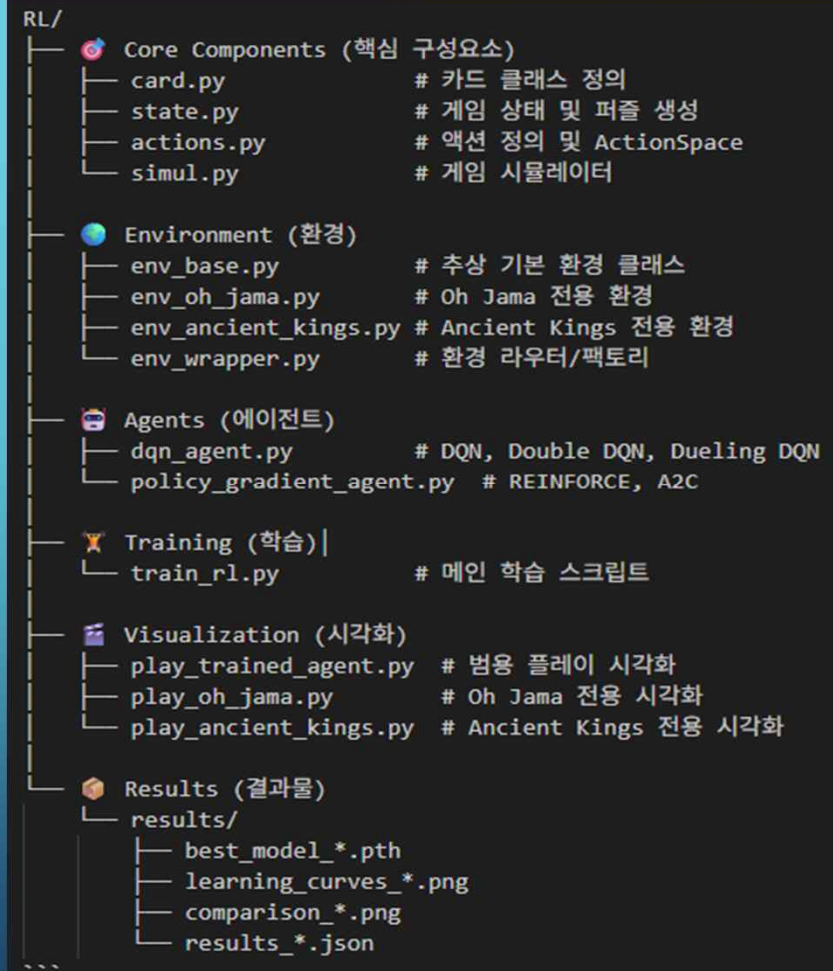 RL/
├── 🎯 Core Components (핵심 구성요소)
│   ├── card.py              # 카드 클래스 정의
│   ├── state.py             # 게임 상태 및 퍼즐 생성
│   ├── actions.py           # 액션 정의 및 ActionSpace
│   └── simul.py             # 게임 시뮬레이터
│
├── 🌍 Environment (환경)
│   ├── env_base.py          # 추상 기본 환경 클래스
│   ├── env_oh_jama.py       # Oh Jama 전용 환경
│   ├── env_ancient_kings.py # Ancient Kings 전용 환경
│   └── env_wrapper.py       # 환경 라우터/팩토리
│
├── 🤖 Agents (에이전트)
│   ├── dqn_agent.py         # DQN, Double DQN, Dueling DQN
│   └── policy_gradient_agent.py  # REINFORCE, A2C
│
├── 🏋️ Training (학습)
│   └── train_rl.py          # 메인 학습 스크립트
│
├── 🎬 Visualization (시각화)
│   ├── play_trained_agent.py  # 범용 플레이 시각화
│   ├── play_oh_jama.py        # Oh Jama 전용 시각화
│   └── play_ancient_kings.py  # Ancient Kings 전용 시각화
│
└── 📦 Results (결과물)
    └── results/
        ├── best_model_*.pth
        ├── learning_curves_*.png
        ├── comparison_*.png
        └── results_*.json
```